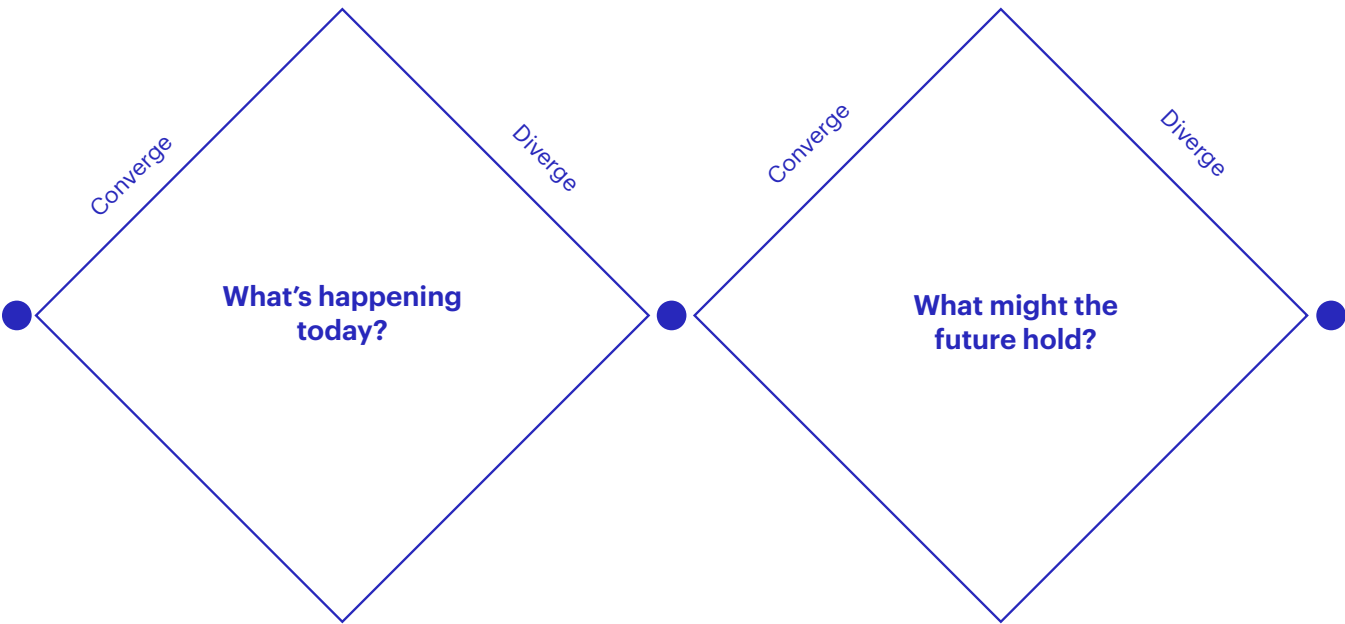 Converge
Diverge
What’s happening
today?
Converge
Diverge
What might the
future hold?